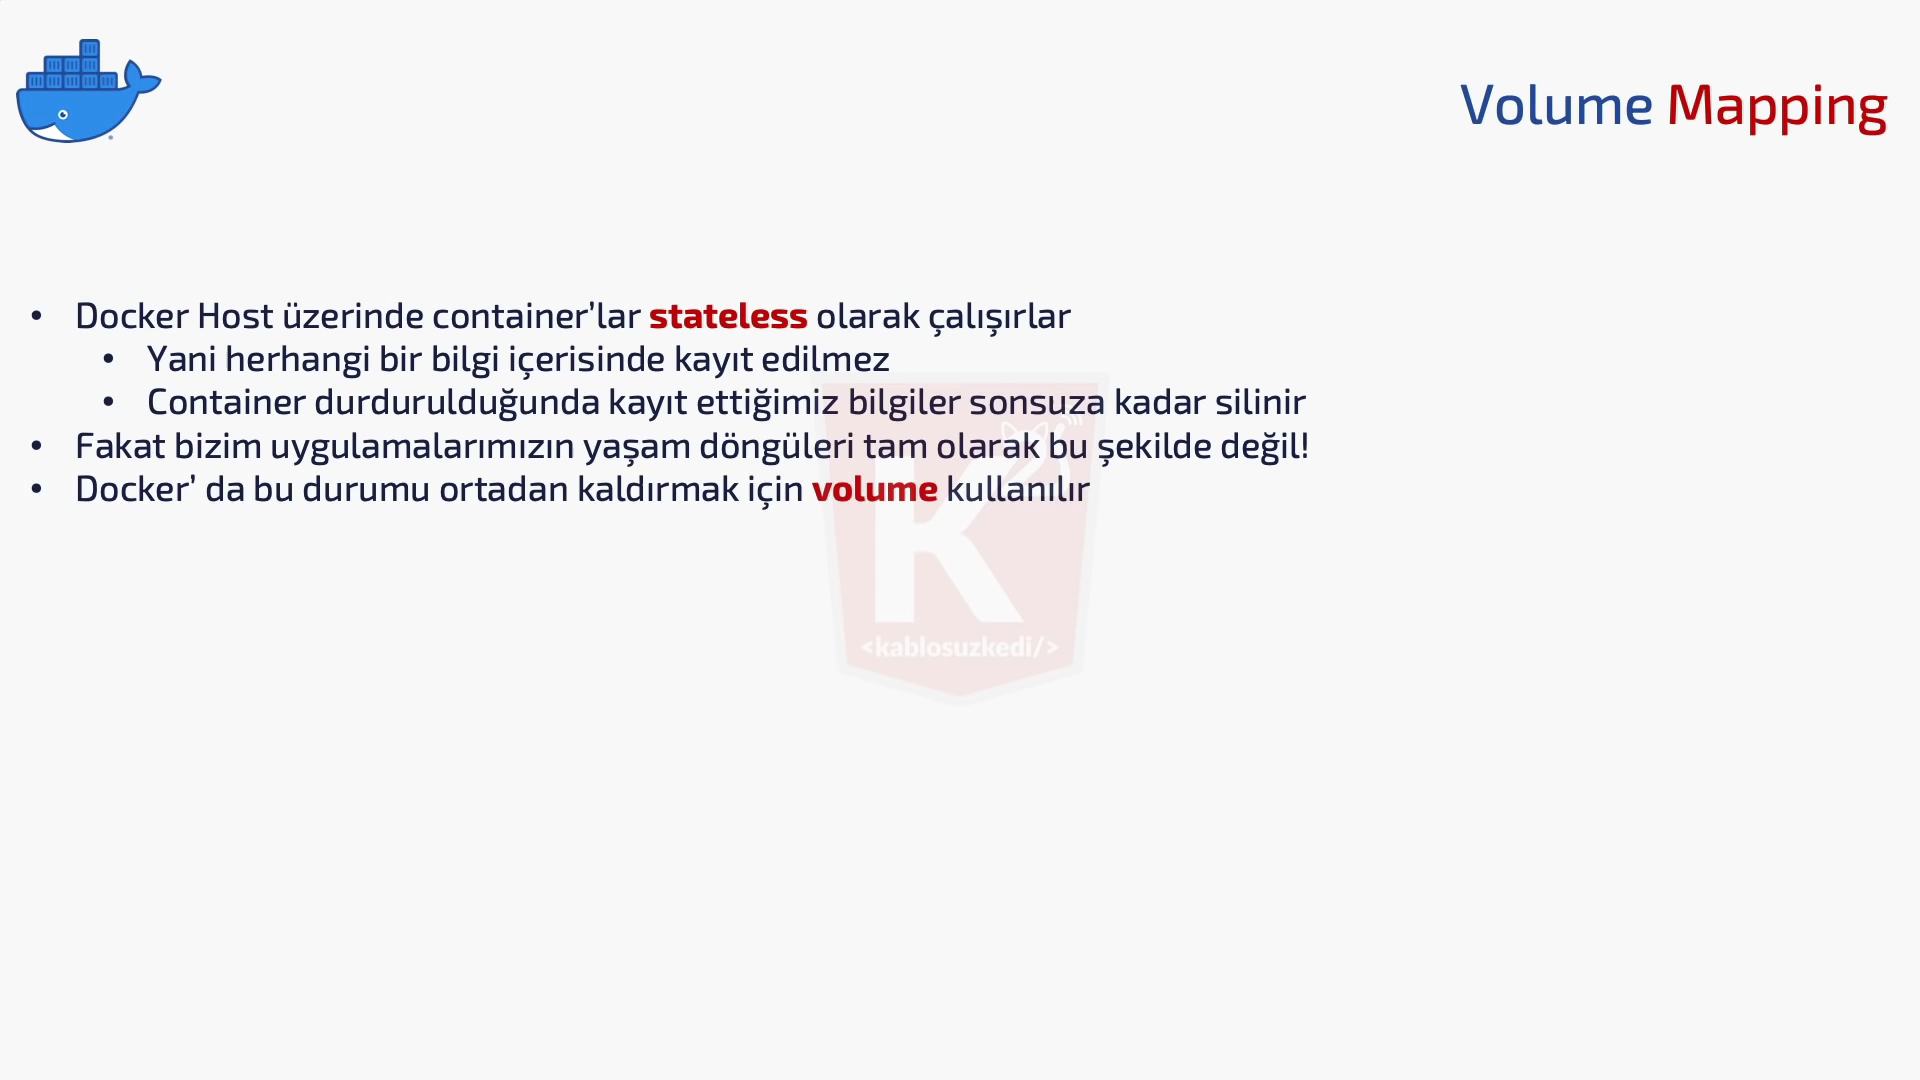 Volume Mapping
• Docker Host üzerinde container’lar stateless olarak çalışırlar
• Yani herhangi bir bilgi içerisinde kayıt edilmez
• Container durdurulduğunda kayıt ettiğimiz bilgiler sonsuza kadar silinir
• Fakat bizim uygulamalarımızın yaşam döngüleri tam olarak bu şekilde değil!
• Docker’ da bu durumu ortadan kaldırmak için volume kullanılır
K
<kablosuzkedi/>